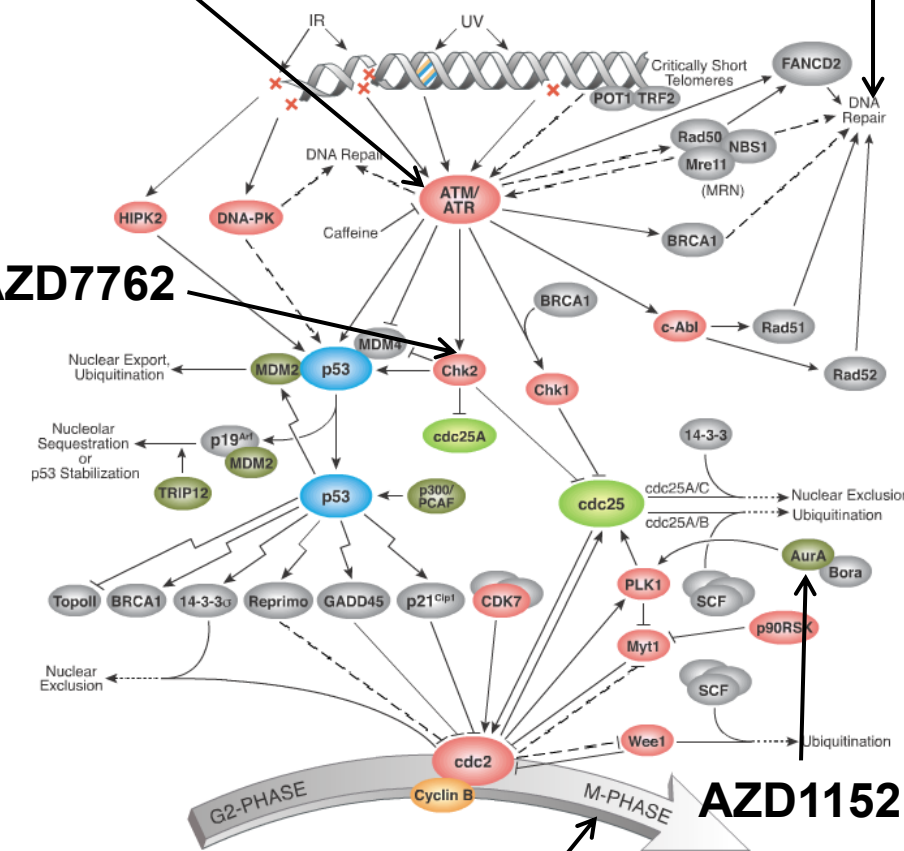 IR
UV
Critically Short
Telomeres
POT1
TRF2
FANCD2
DNA
Repair
Rad50
NBS1
Mre11
(MRN)
DNA Repair
ATM/
ATR
HIPK2
DNA-PK
Caffeine
BRCA1
AZD7762
BRCA1
c-Abl
Rad51
MDM4
Nuclear Export,
Ubiquitination
MDM2
p53
Chk2
Chk1
Rad52
Nucleolar
Sequestration
or
p53 Stabilization
p19Arf
MDM2
cdc25A
14-3-3
TRIP12
p53
p300/
PCAF
cdc25
cdc25A/C
Nuclear Exclusion
cdc25A/B
Ubiquitination
AurA
Bora
TopoII
BRCA1
14-3-3σ
Reprimo
GADD45
p21Cip1
CDK7
PLK1
SCF
p90RSK
Myt1
Nuclear
Exclusion
SCF
Wee1
Ubiquitination
cdc2
Cyclin B
G2-PHASE
M-PHASE
AZD1152